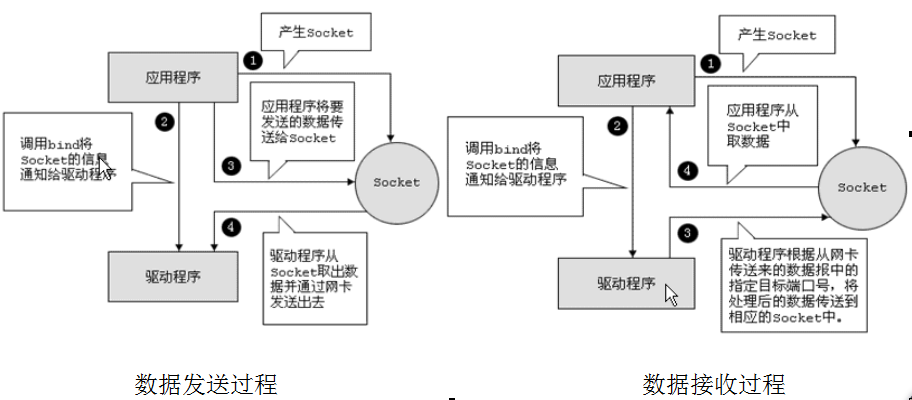 产生Socket
❶
应用程序
❷
应用程序将要
发送的数据传
送给Socket
调用bind将
Socket的信息
通知给驱动程序
❸
Socket
❹
驱动程序
驱动程序从
Socket取出数
据并通过网卡
发送出去
数据发送过程
产生Socket
❶
应用程序
❷
应用程序从
Socket中
取数据
调用bind将
Socket的信息
通知给驱动程序
❹
Socket
❸
驱动程序
驱动程序根据从网卡
传送来的数据报中的
指定目标端口号，将
处理后的数据传送到
相应的Socket中。
数据接收过程